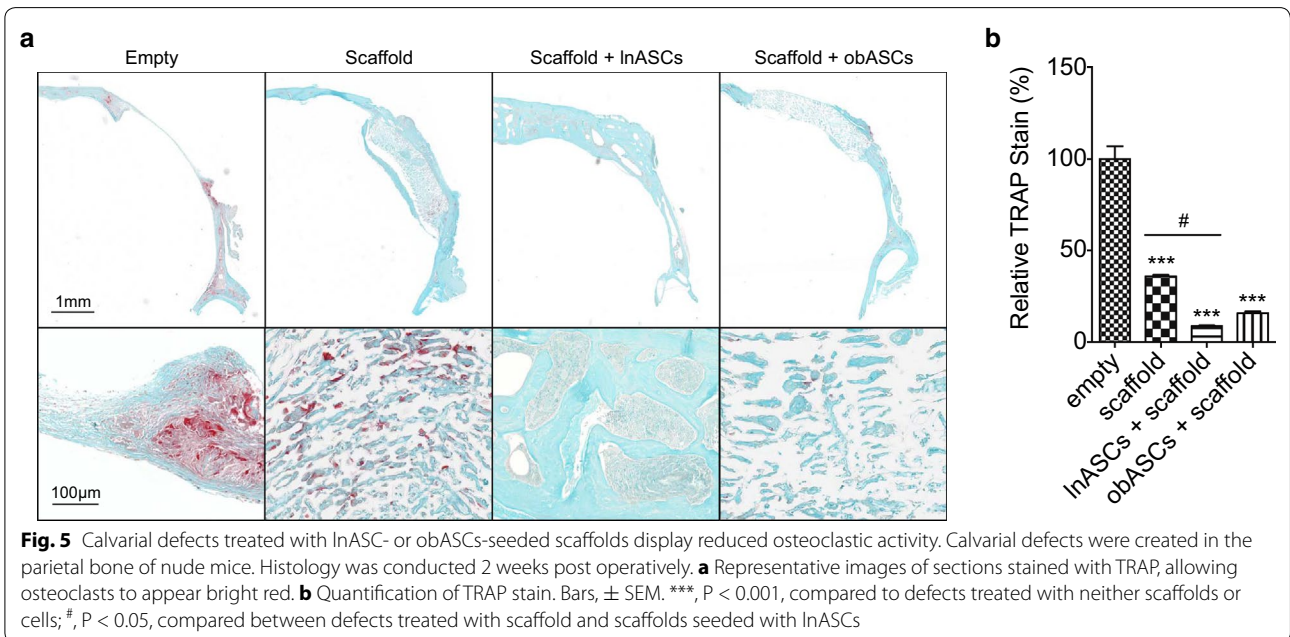 a
Empty
Scaffold
Scaffold + lnASCs
Scaffold + obASCs
1mm
100µm
b
Relative TRAP Stain (%)
150
100
50
0
#
***
***
***
empty
scaffold
lnASCs + scaffold
obASCs + scaffold
Fig. 5 Calvarial defects treated with lnASC- or obASCs-seeded scaffolds display reduced osteoclastic activity. Calvarial defects were created in the
parietal bone of nude mice. Histology was conducted 2 weeks post operatively. a Representative images of sections stained with TRAP, allowing
osteoclasts to appear bright red. b Quantification of TRAP stain. Bars, ± SEM. ***, P < 0.001, compared to defects treated with neither scaffolds or
cells; #, P < 0.05, compared between defects treated with scaffold and scaffolds seeded with lnASCs